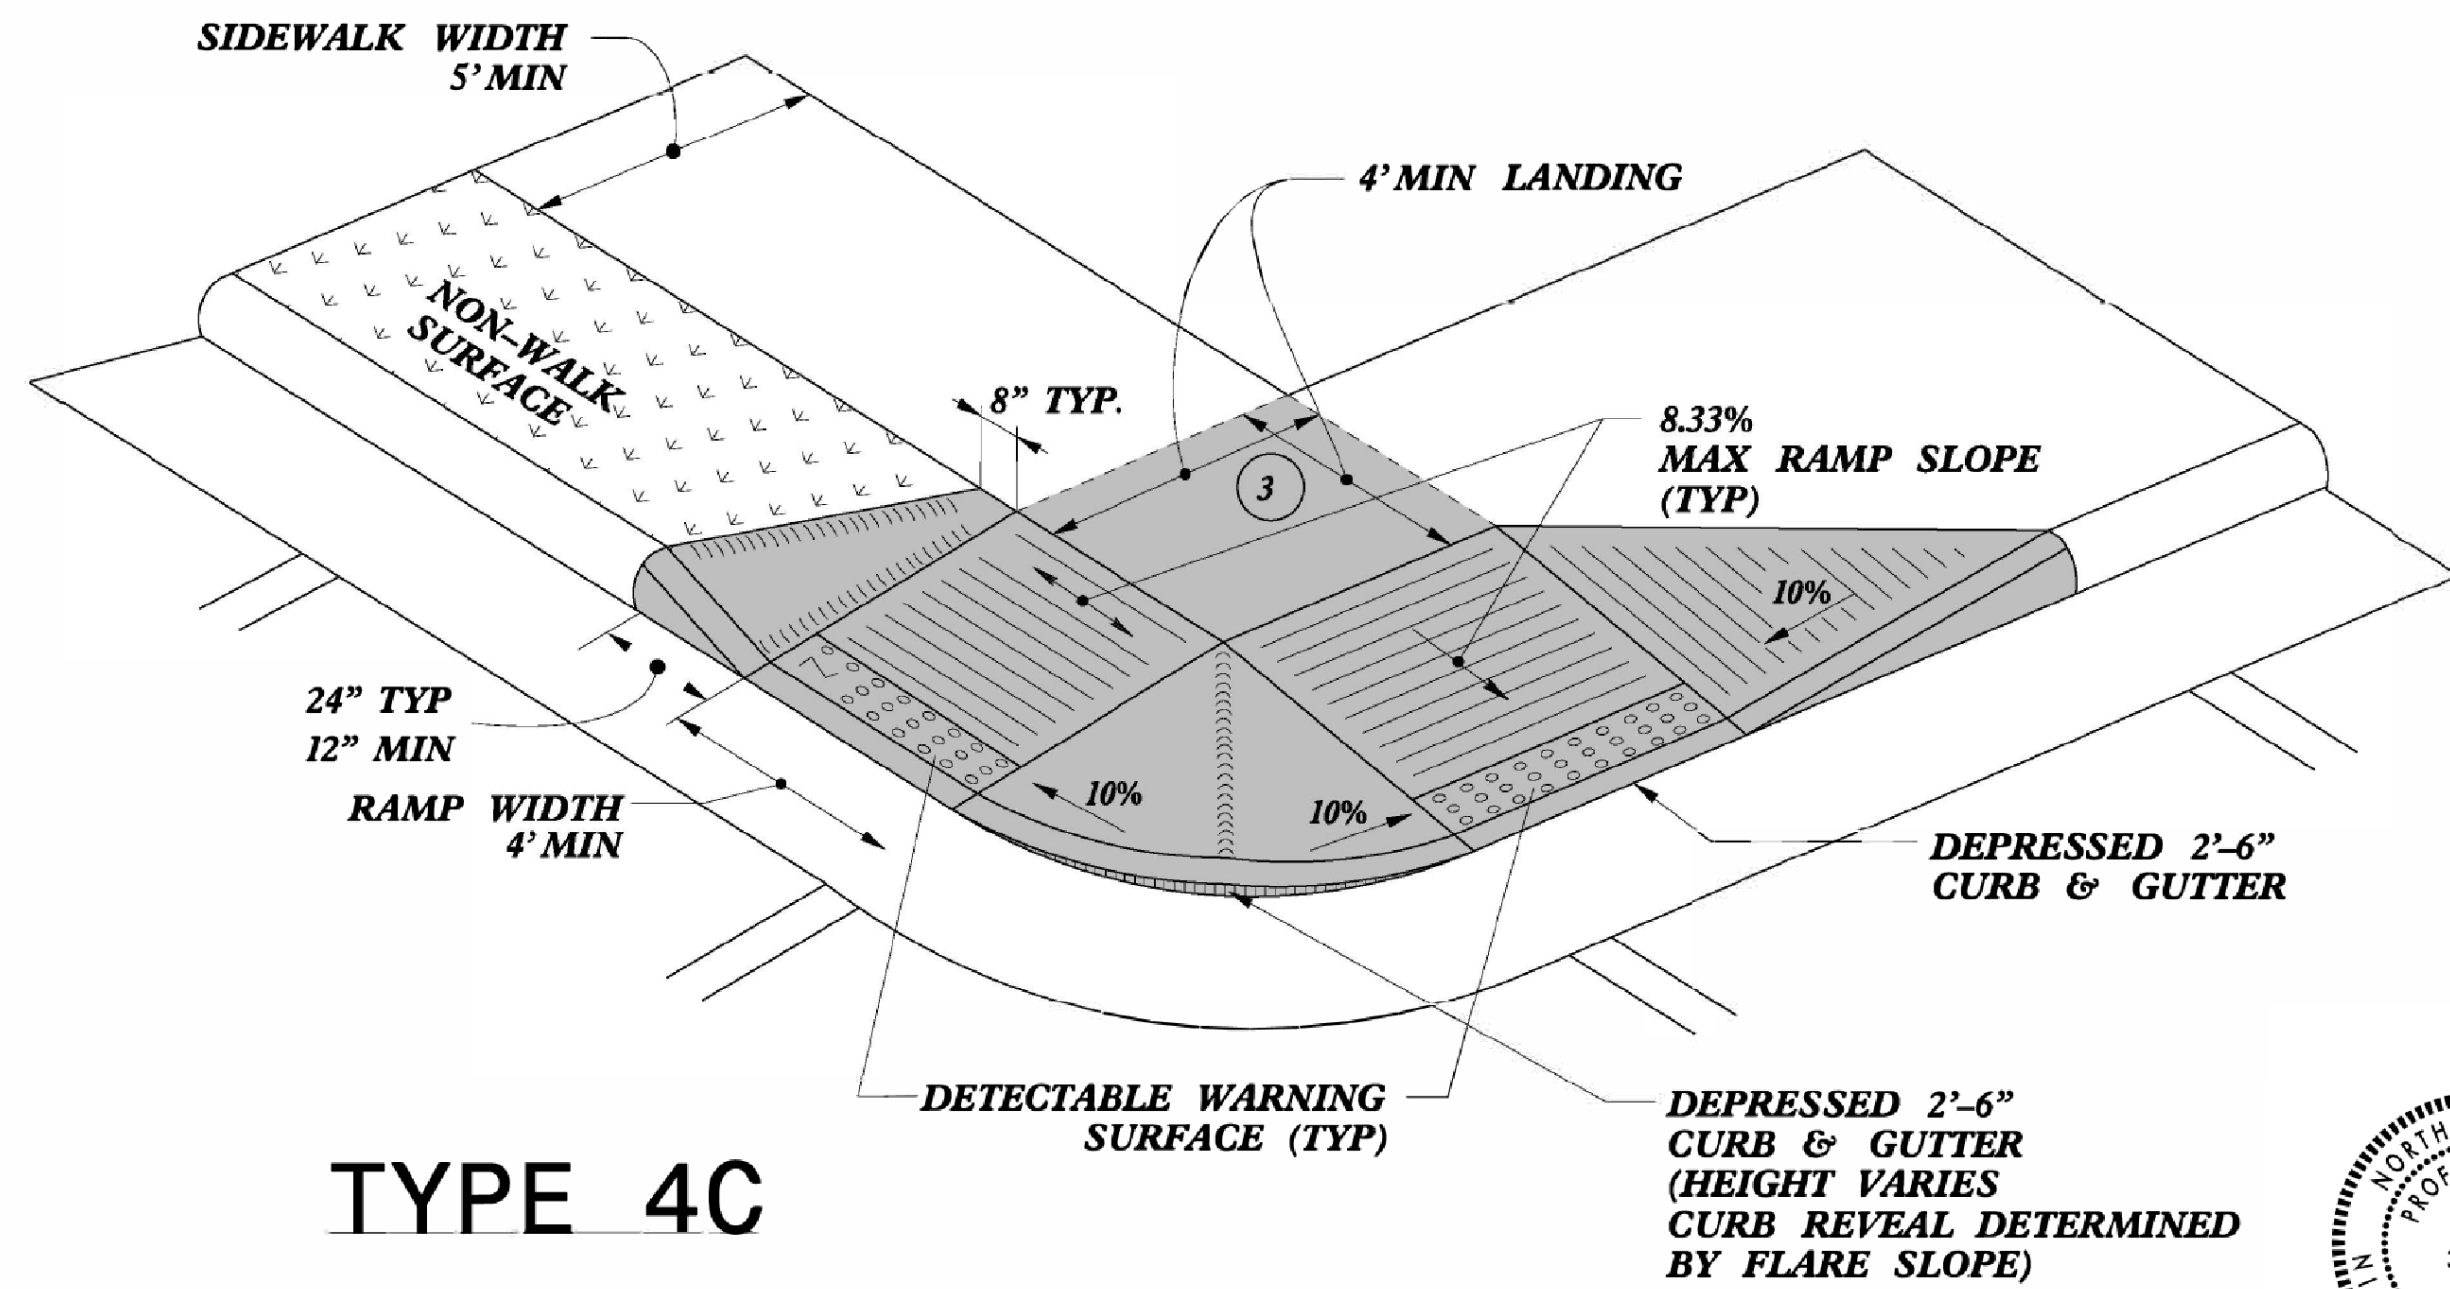 SIDEWALK WIDTH
5' MIN
4' MIN LANDING
NON-WALK
SURFACE
8" TYP.
3
8.33%
MAX RAMP SLOPE
(TYP)
10%
24" TYP
12" MIN
10%
10%
RAMP WIDTH
4' MIN
DEPRESSED 2'-6"
CURB & GUTTER
DETECTABLE WARNING
SURFACE (TYP)
DEPRESSED 2'-6"
CURB & GUTTER
(HEIGHT VARIES
CURB REVEAL DETERMINED
BY FLARE SLOPE)
TYPE 4C
NORTH